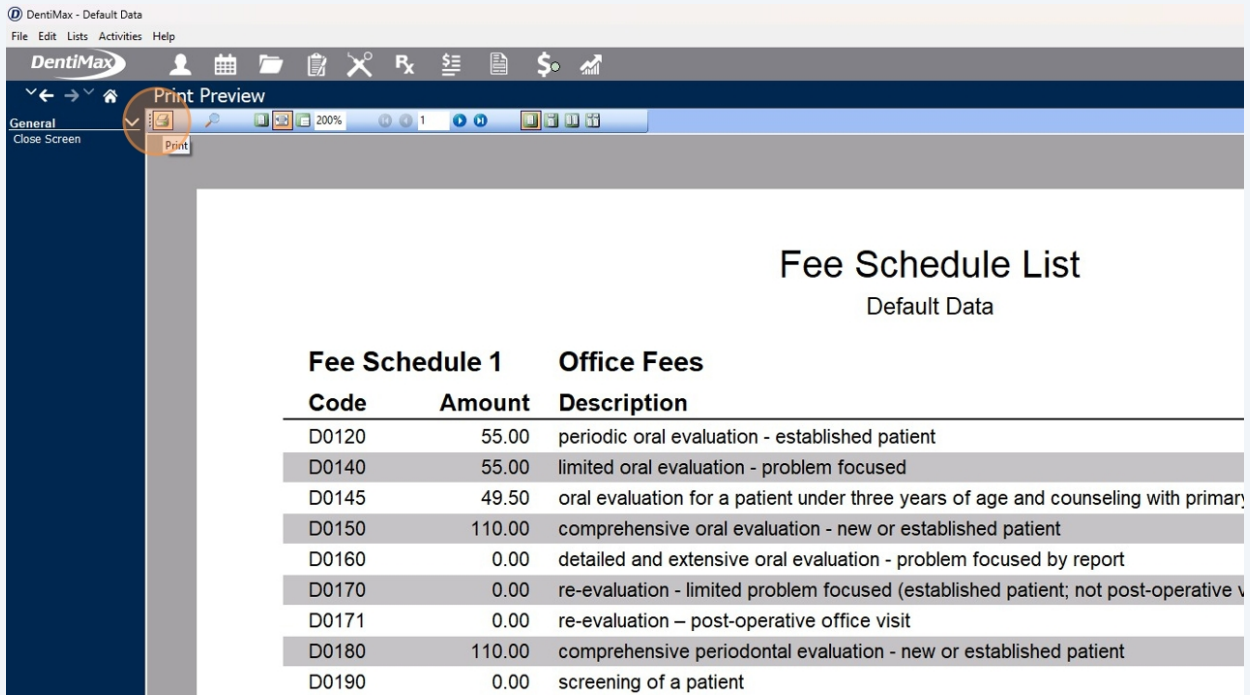 DentiMax - Default Data
File Edit Lists Activities Help
DentiMax
Print Preview
General
200% 1
Close Screen
Print
Fee Schedule List
Default Data
Fee Schedule 1 Office Fees
Code Amount Description
D0120 55.00 periodic oral evaluation - established patient
D0140 55.00 limited oral evaluation - problem focused
D0145 49.50 oral evaluation for a patient under three years of age and counseling with primary
D0150 110.00 comprehensive oral evaluation - new or established patient
D0160 0.00 detailed and extensive oral evaluation - problem focused by report
D0170 0.00 re-evaluation - limited problem focused (established patient; not post-operative v
D0171 0.00 re-evaluation – post-operative office visit
D0180 110.00 comprehensive periodontal evaluation - new or established patient
D0190 0.00 screening of a patient